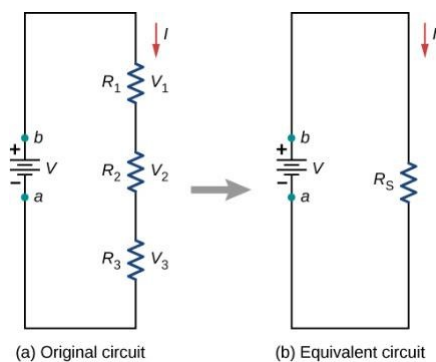 I
R1 V1
b
+
V
R2 V2
−
a
R3 V3
(a) Original circuit
I
b
+
V
RS
−
a
(b) Equivalent circuit